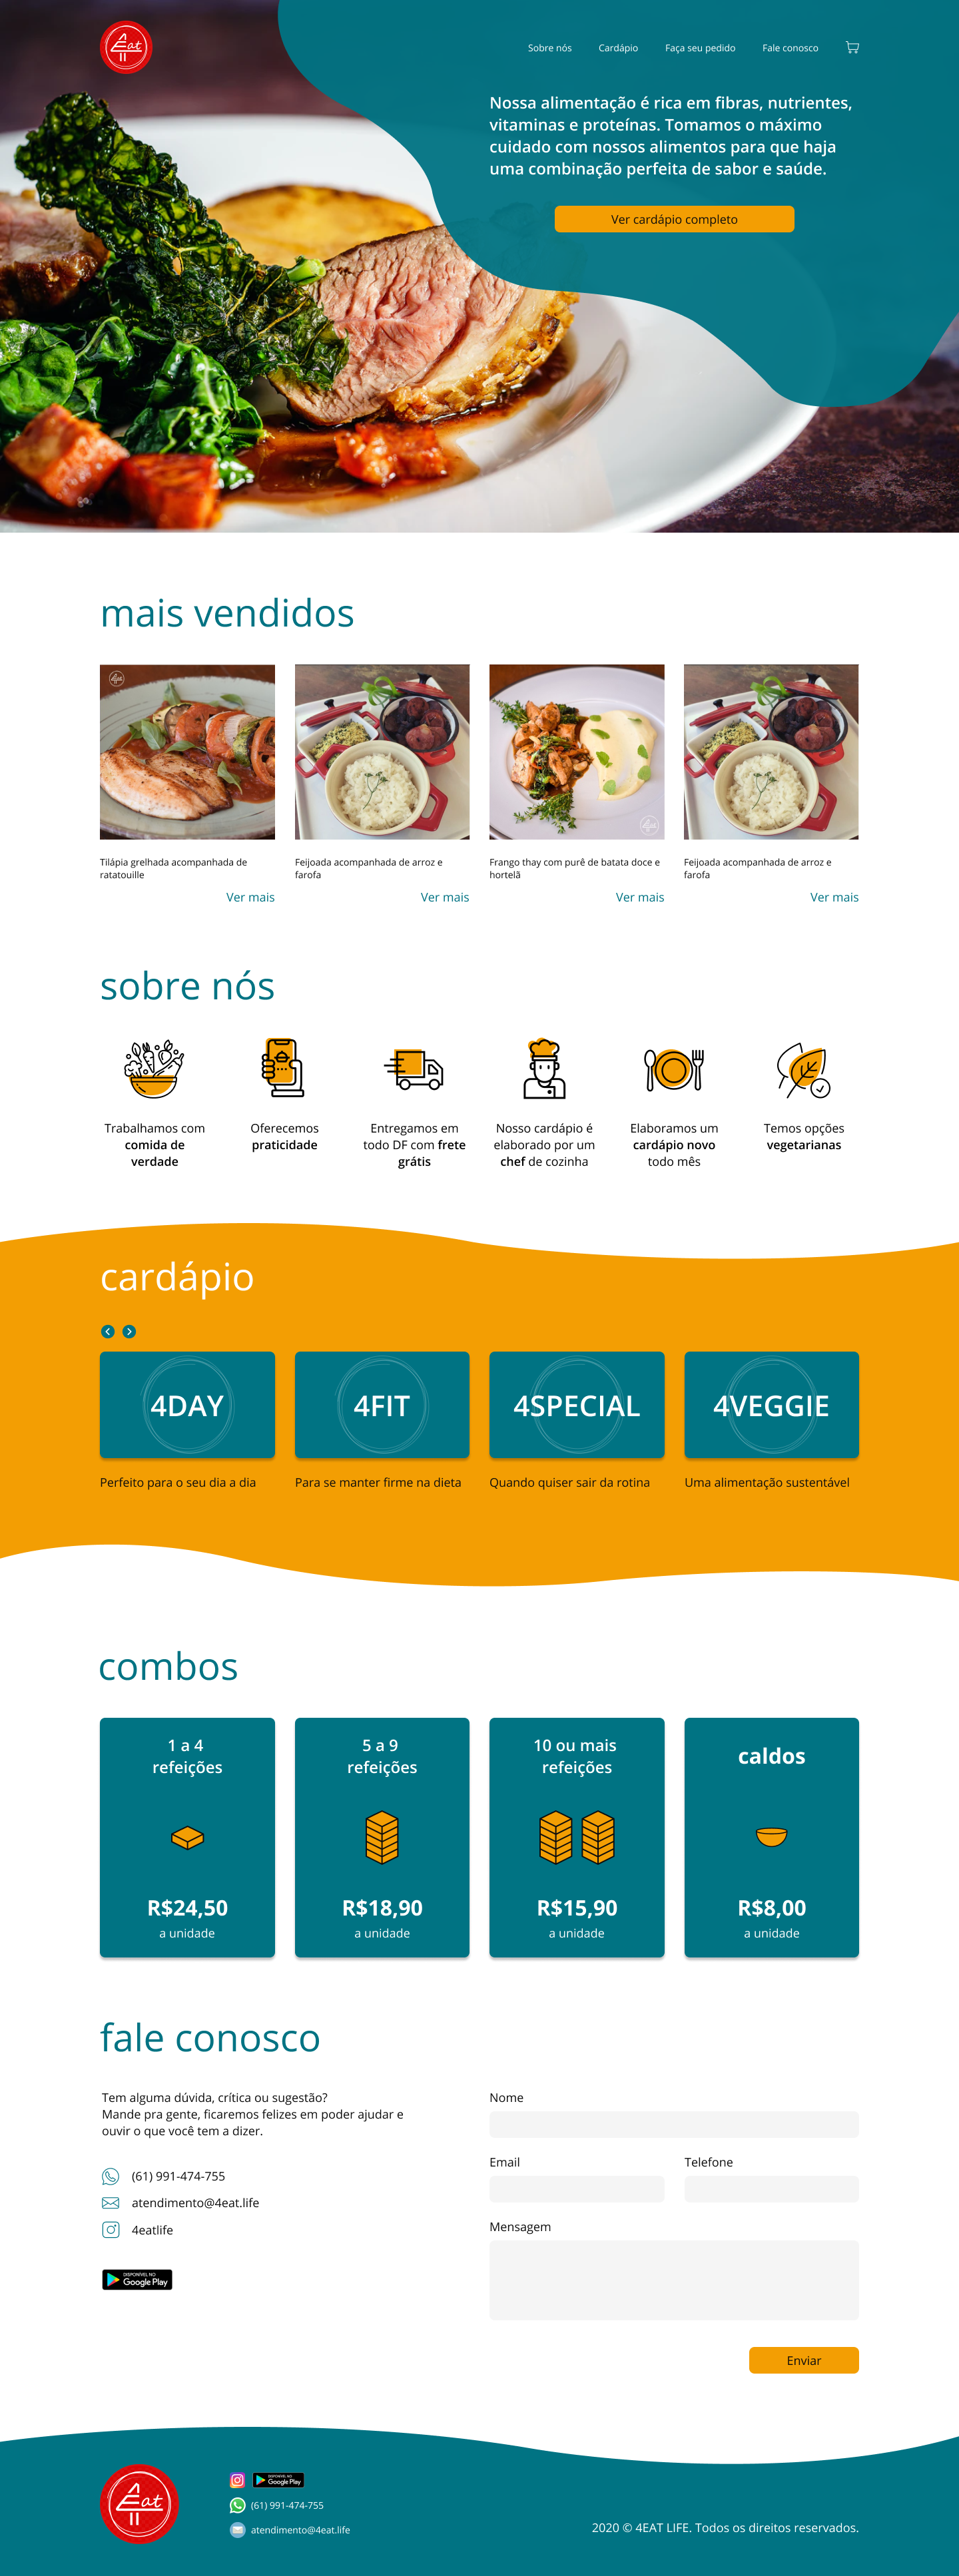 4Eat
Sobre nós
Cardápio
Faça seu pedido
Fale conosco
Nossa alimentação é rica em fibras, nutrientes,
vitaminas e proteínas. Tomamos o máximo
cuidado com nossos alimentos para que haja
uma combinação perfeita de sabor e saúde.
Ver cardápio completo
mais vendidos
4Eat
4Eat
Tilápia grelhada acompanhada de
ratatouille
Ver mais
Feijoada acompanhada de arroz e
farofa
Ver mais
Frango thay com purê de batata doce e
hortelã
Ver mais
Feijoada acompanhada de arroz e
farofa
Ver mais
sobre nós
Trabalhamos com
comida de
verdade
Oferecemos
praticidade
Entregamos em
todo DF com frete
grátis
Nosso cardápio é
elaborado por um
chef de cozinha
Elaboramos um
cardápio novo
todo mês
Temos opções
vegetarianas
cardápio
4DAY
Perfeito para o seu dia a dia
4FIT
Para se manter firme na dieta
4SPECIAL
Quando quiser sair da rotina
4VEGGIE
Uma alimentação sustentável
combos
1 a 4
refeições
R$24,50
a unidade
5 a 9
refeições
R$18,90
a unidade
10 ou mais
refeições
R$15,90
a unidade
caldos
R$8,00
a unidade
fale conosco
Tem alguma dúvida, crítica ou sugestão?
Mande pra gente, ficaremos felizes em poder ajudar e
ouvir o que você tem a dizer.
(61) 991-474-755
atendimento@4eat.life
4eatlife
DISPONÍVEL NO
Google Play
Nome
Email
Telefone
Mensagem
Enviar
4Eat
DISPONÍVEL NO
Google Play
(61) 991-474-755
atendimento@4eat.life
2020 © 4EAT LIFE. Todos os direitos reservados.